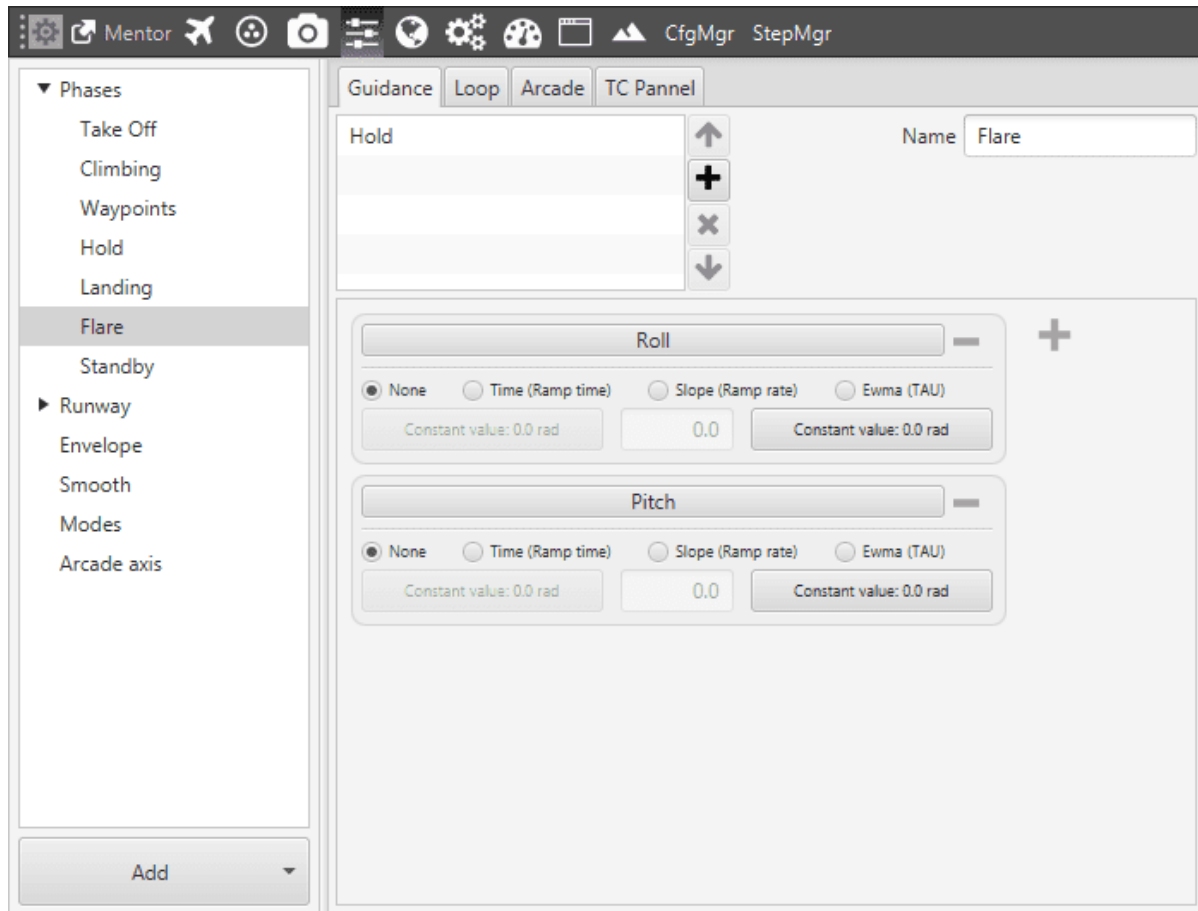 Mentor CfgMgr StepMgr
Phases
Take Off
Climbing
Waypoints
Hold
Landing
Flare
Standby
Runway
Envelope
Smooth
Modes
Arcade axis
Add
Guidance Loop Arcade TC Pannel
Hold
Name Flare
Roll
None Time (Ramp time) Slope (Ramp rate) Ewma (TAU)
Constant value: 0.0 rad 0.0 Constant value: 0.0 rad
Pitch
None Time (Ramp time) Slope (Ramp rate) Ewma (TAU)
Constant value: 0.0 rad 0.0 Constant value: 0.0 rad